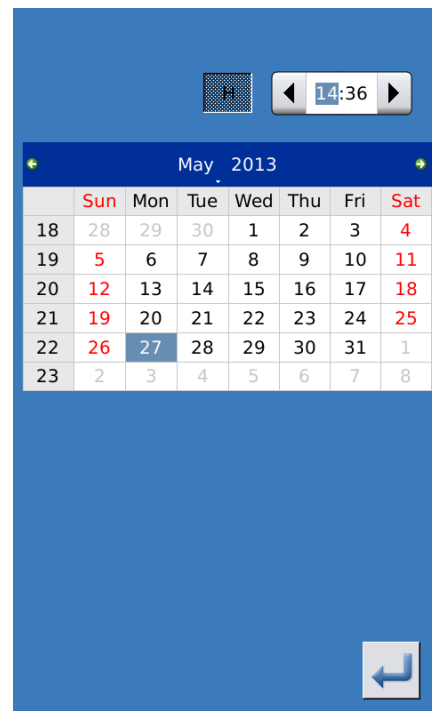 H 14:36
May 2013
Sun Mon Tue Wed Thu Fri Sat
18 28 29 30 1 2 3 4
19 5 6 7 8 9 10 11
20 12 13 14 15 16 17 18
21 19 20 21 22 23 24 25
22 26 27 28 29 30 31 1
23 2 3 4 5 6 7 8